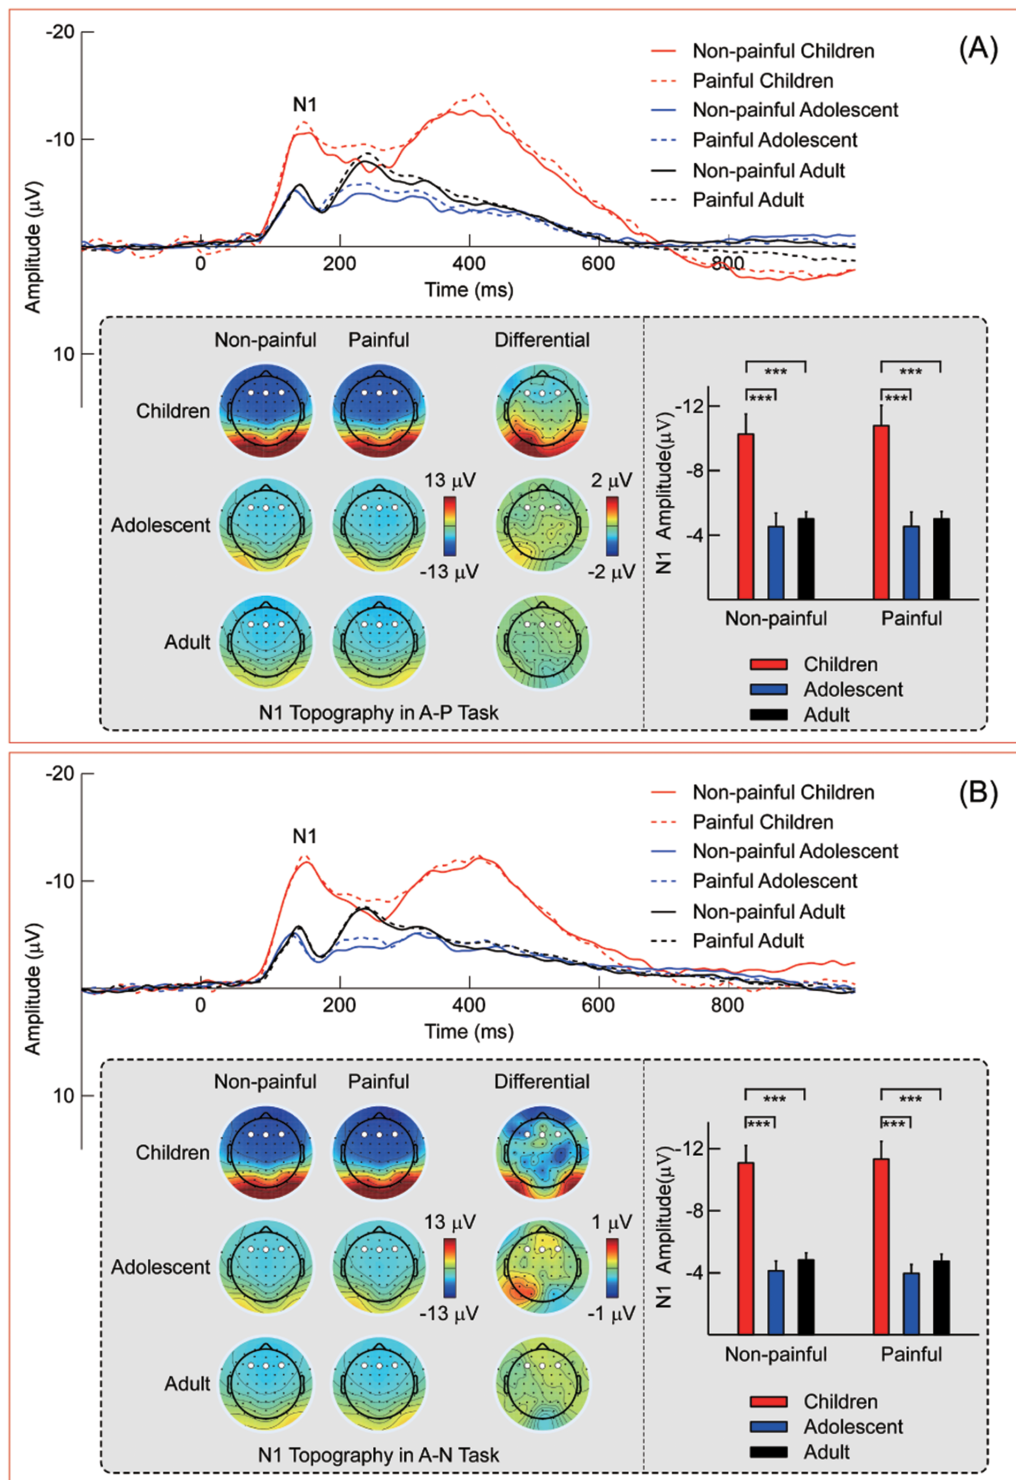 (A)
-20
-10
10
Amplitude (μV)
N1
Non-painful Children
Painful Children
Non-painful Adolescent
Painful Adolescent
Non-painful Adult
Painful Adult
0 200 400 600 800
Time (ms)
Non-painful Painful Differential
Children
Adolescent
Adult
13 μV
-13 μV
2 μV
-2 μV
N1 Topography in A-P Task
N1 Amplitude(μV)
-12
-8
-4
***
***
***
***
Non-painful Painful
Children
Adolescent
Adult
(B)
-20
-10
10
Amplitude (μV)
N1
Non-painful Children
Painful Children
Non-painful Adolescent
Painful Adolescent
Non-painful Adult
Painful Adult
0 200 400 600 800
Time (ms)
Non-painful Painful Differential
Children
Adolescent
Adult
13 μV
-13 μV
1 μV
-1 μV
N1 Topography in A-N Task
N1 Amplitude(μV)
-12
-8
-4
***
***
***
***
Non-painful Painful
Children
Adolescent
Adult